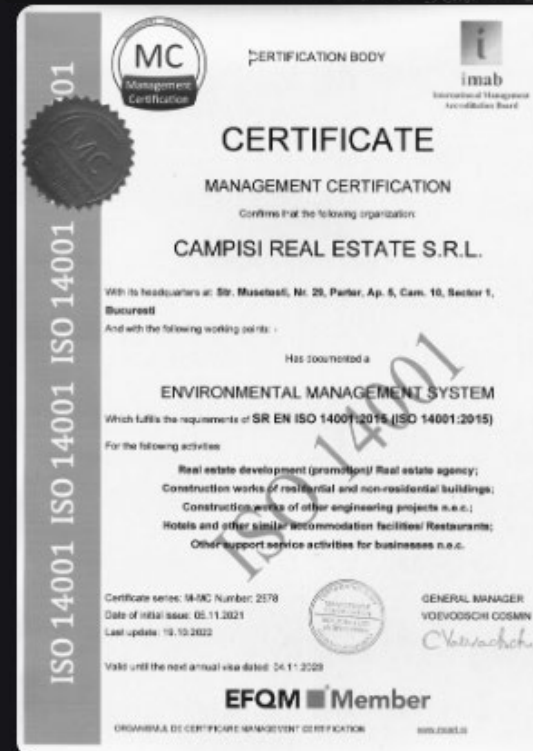 MC
Management
Certification
CERTIFICATION BODY
i
imab
International Management
Accreditation Board
CERTIFICATE
MANAGEMENT CERTIFICATION
Confirms that the following organization:
CAMPISI REAL ESTATE S.R.L.
With its headquarters at: Str. Musetesti, Nr. 29, Parter, Ap. 5, Cam. 10, Sector 1,
Bucuresti
And with the following working points: -
Has documented a
ENVIRONMENTAL MANAGEMENT SYSTEM
Which fulfils the requirements of SR EN ISO 14001:2015 (ISO 14001:2015)
For the following activities
Real estate development (promotion)/ Real estate agency;
Construction works of residential and non-residential buildings;
Construction works of other engineering projects n.e.c.;
Hotels and other similar accommodation facilities/ Restaurants;
Other support service activities for businesses n.e.c.
ISO 14001
Certificate series: M-MC Number: 2578
Date of initial issue: 05.11.2021
Last update: 19.10.2022
Valid until the next annual visa dated: 04.11.2023
GENERAL MANAGER
VOEVODSCHI COSMIN
EFQM Member
ORGANISMUL DE CERTIFICARE MANAGEMENT CERTIFICATION
ISO 14001 ISO 14001 ISO 14001 01
MC